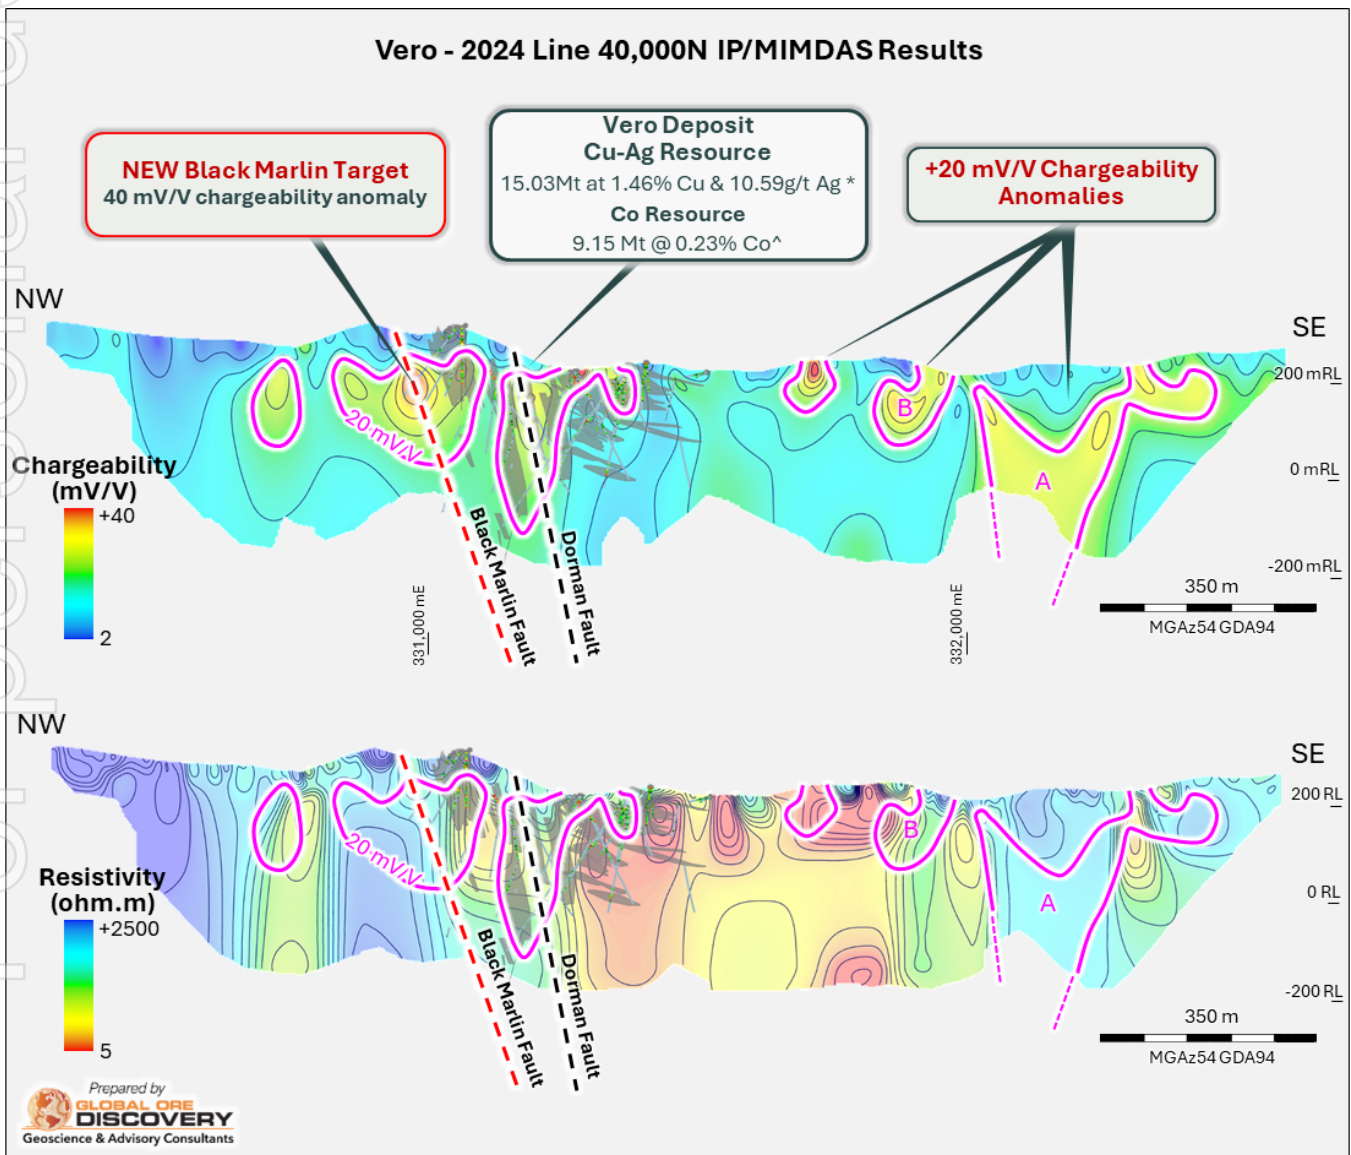 Vero - 2024 Line 40,000N IP/MIMDAS Results
NEW Black Marlin Target
40 mV/V chargeability anomaly
Vero Deposit
Cu-Ag Resource
15.03Mt at 1.46% Cu & 10.59g/t Ag *
Co Resource
9.15 Mt @ 0.23% Co^
+20 mV/V Chargeability
Anomalies
NW
SE
200 mRL
0 mRL
-200 mRL
20 mV/V
B
A
Chargeability
(mV/V)
+40
2
Black Marlin Fault
Dorman Fault
331,000 mE
332,000 mE
350 m
MGAz54 GDA94
NW
SE
200 RL
0 RL
-200 RL
20 mV/V
B
A
Resistivity
(ohm.m)
+2500
5
Black Marlin Fault
Dorman Fault
350 m
MGAz54 GDA94
Prepared by
GLOBAL ORE
DISCOVERY
Geoscience & Advisory Consultants